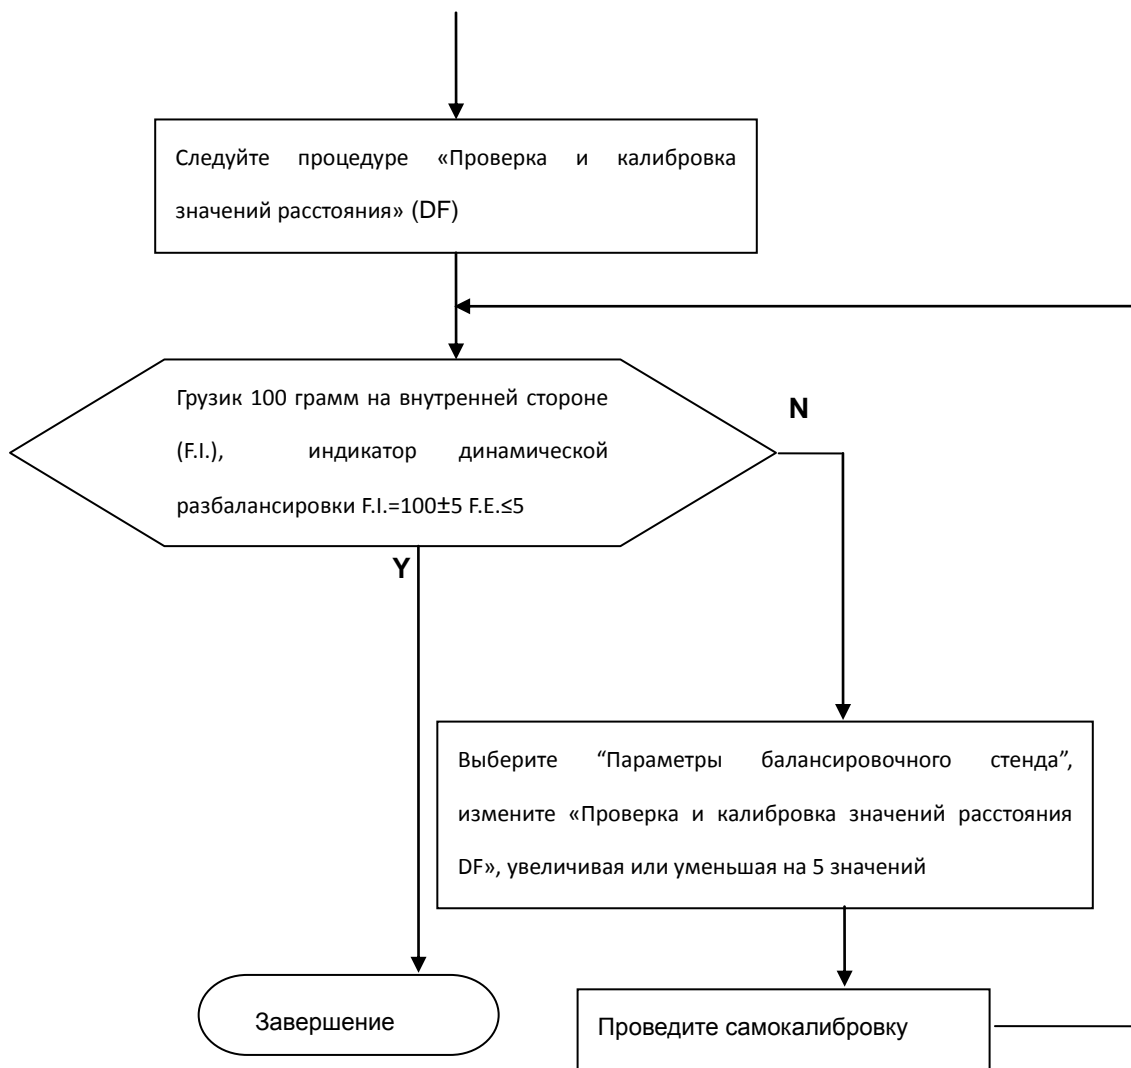 Следуйте процедуре «Проверка и калибровка
значений расстояния» (DF)
Грузик 100 грамм на внутренней стороне
(F.I.), индикатор динамической
разбалансировки F.I.=100±5 F.E.≤5
N
Y
Выберите “Параметры балансировочного стенда”,
измените «Проверка и калибровка значений расстояния
DF», увеличивая или уменьшая на 5 значений
Завершение
Проведите самокалибровку